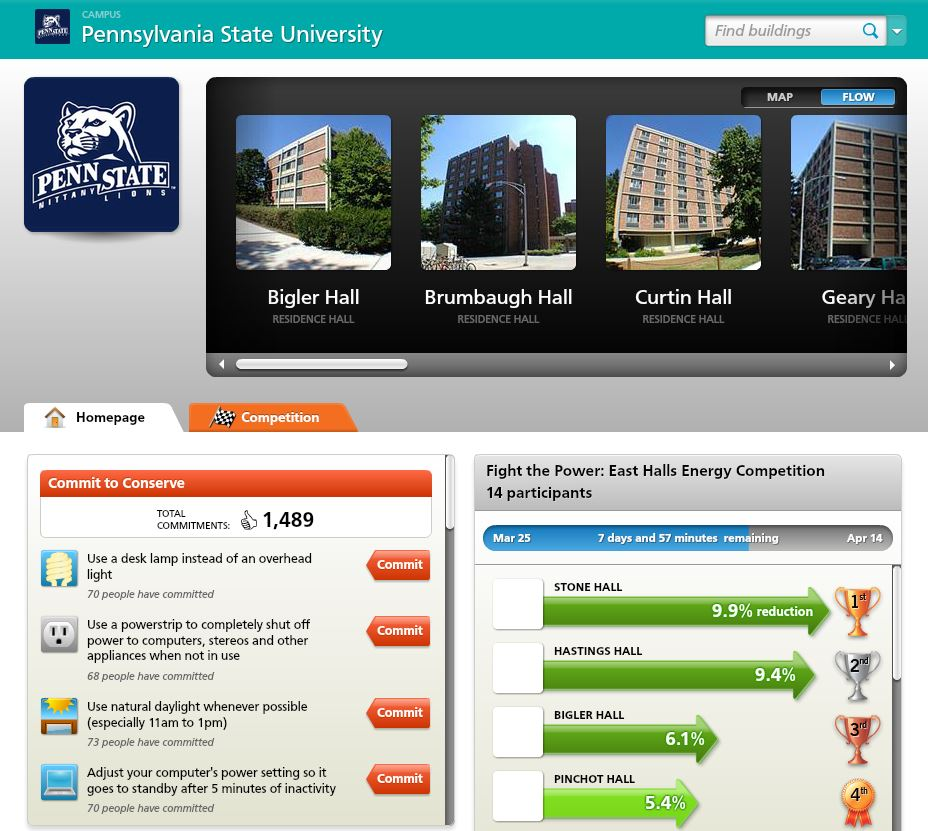 CAMPUS
Pennsylvania State University
Find buildings
PENN STATE
PENN STATE
NITTANY LIONS
MAP
FLOW
Bigler Hall
RESIDENCE HALL
Brumbaugh Hall
RESIDENCE HALL
Curtin Hall
RESIDENCE HALL
Geary Ha
RESIDENCE HALL
Homepage
Competition
Commit to Conserve
TOTAL
COMMITMENTS:
1,489
Use a desk lamp instead of an overhead
light
70 people have committed
Commit
Use a powerstrip to completely shut off
power to computers, stereos and other
appliances when not in use
68 people have committed
Commit
Use natural daylight whenever possible
(especially 11am to 1pm)
73 people have committed
Commit
Adjust your computer's power setting so it
goes to standby after 5 minutes of inactivity
70 people have committed
Commit
Fight the Power: East Halls Energy Competition
14 participants
Mar 25
7 days and 57 minutes remaining
Apr 14
STONE HALL
9.9% reduction
1st
HASTINGS HALL
9.4%
2nd
BIGLER HALL
6.1%
3rd
PINCHOT HALL
5.4%
4th